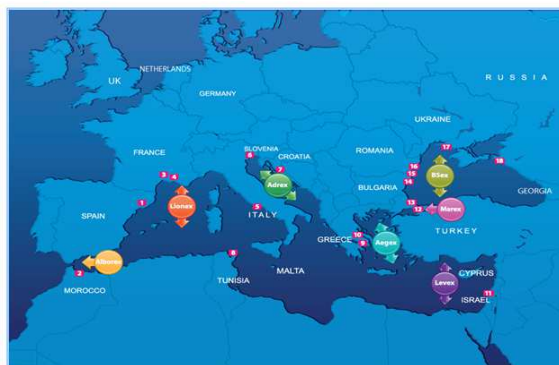 RUSSIA
NETHERLANDS
UK
GERMANY
UKRAINE
17
SLOVENIA
6
CROATIA
ROMANIA
18
FRANCE
7
16
15
14
BSex
3
4
Adrex
BULGARIA
GEORGIA
1
Lionex
5
ITALY
13
12
Marex
SPAIN
TURKEY
10
GREECE
9
Aegex
8
Alborex
2
MALTA
CYPRUS
TUNISIA
Levex
MOROCCO
11
ISRAEL